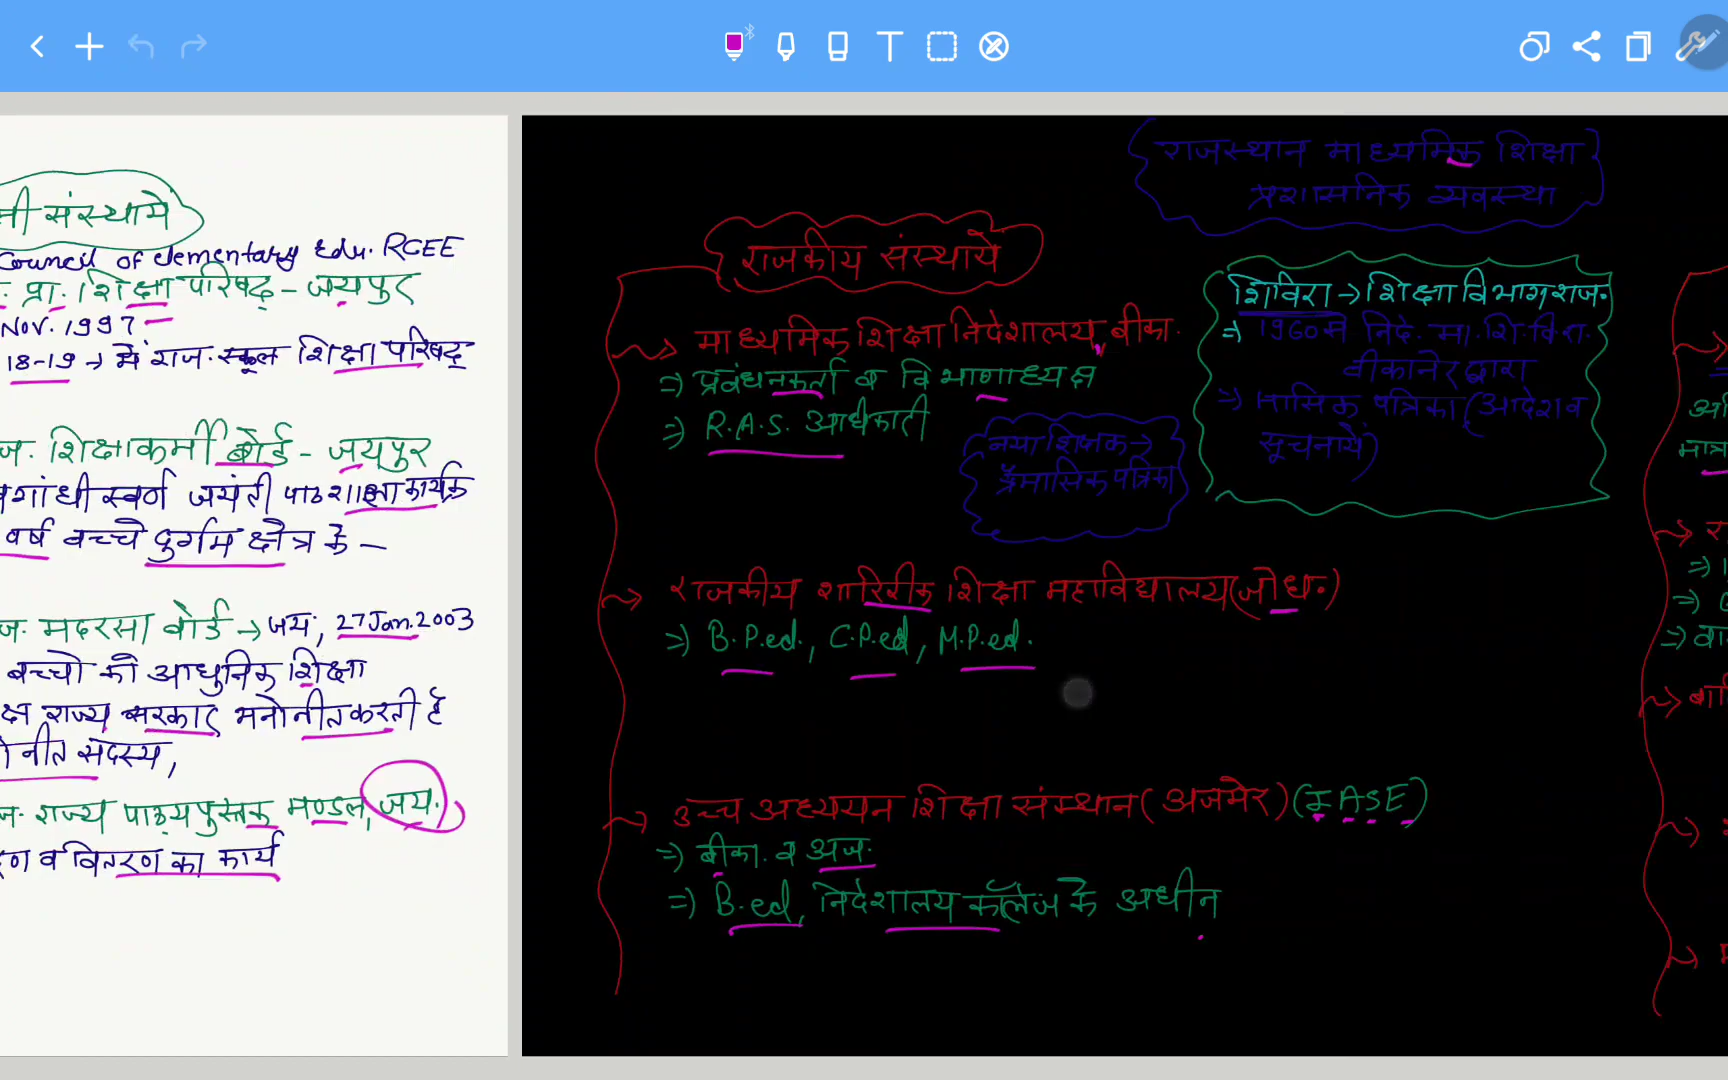 नी संस्थायें
Council of elementary Edu. RCEE
. प्रा. शिक्षा परिषद् - जयपुर
Nov. 1997
18-19 → में राज. स्कूल शिक्षा परिषद्
ज. शिक्षाकर्मी बोर्ड - जयपुर
गांधी स्वर्ण जयंती पाठशाला कार्यक्र
वर्ष बच्चे दुर्गम क्षेत्र के -
ज. मदरसा बोर्ड → जय, 27 Jan. 2003
बच्चो की आधुनिक शिक्षा
क्ष राज्य सरकार मनोनीत करती है
नीत सदस्य,
ज. राज्य पाठ्यपुस्तक मण्डल, जय.
ण व वितरण का कार्य
राजस्थान माध्यमिक शिक्षा
प्रशासनिक व्यवस्था
राजकीय संस्थाये
→ माध्यमिक शिक्षा निदेशालय, बीका.
⇒ प्रबंधनकर्ता व विभागाध्यक्ष
⇒ R.A.S. अधिकारी
नया शिक्षक →
त्रैमासिक पत्रिका
शिविरा → शिक्षा विभाग राज.
⇒ 1960 से निदे. मा. शि. वि. रा.
बीकानेर द्वारा
⇒ मासिक पत्रिका (आदेश व
सूचनायें)
→ राजकीय शारिरीक शिक्षा महाविद्यालय (जोध.)
⇒ B.P.ed., C.P.ed, M.P.ed.
→ उच्च अध्ययन शिक्षा संस्थान (अजमेर) (IASE)
⇒ बीका. व अज.
⇒ B.ed, निदेशालय कॉलेज के अधीन
मात्र